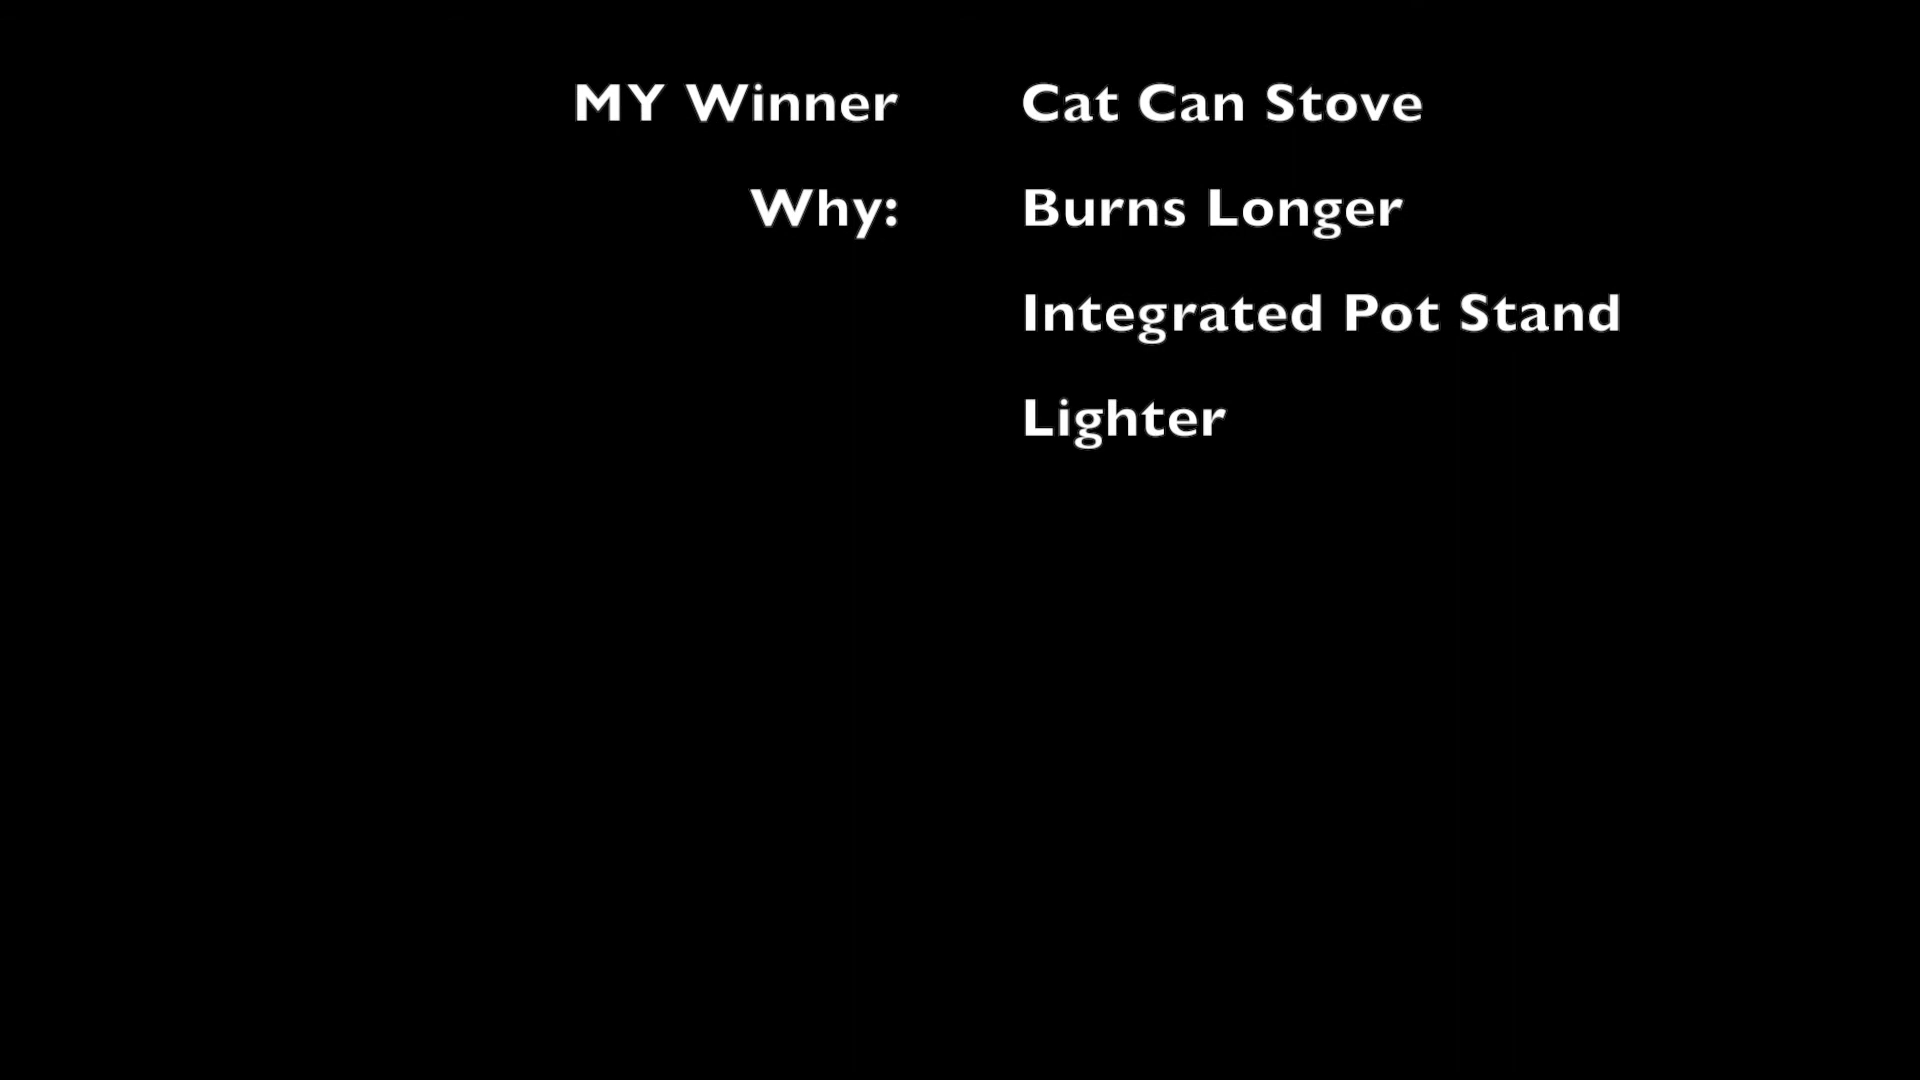 MY Winner Cat Can Stove
Why: Burns Longer
Integrated Pot Stand
Lighter